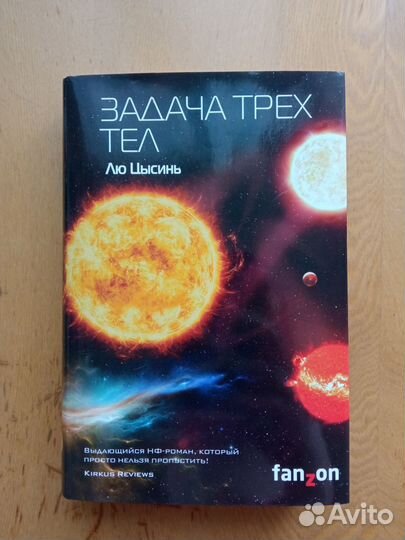 ЗАДАЧА ТРЕХ
ТЕЛ
Лю Цысинь
Выдающийся НФ-роман, который
просто нельзя пропустить!
Kirkus Reviews
fanzon
Avito